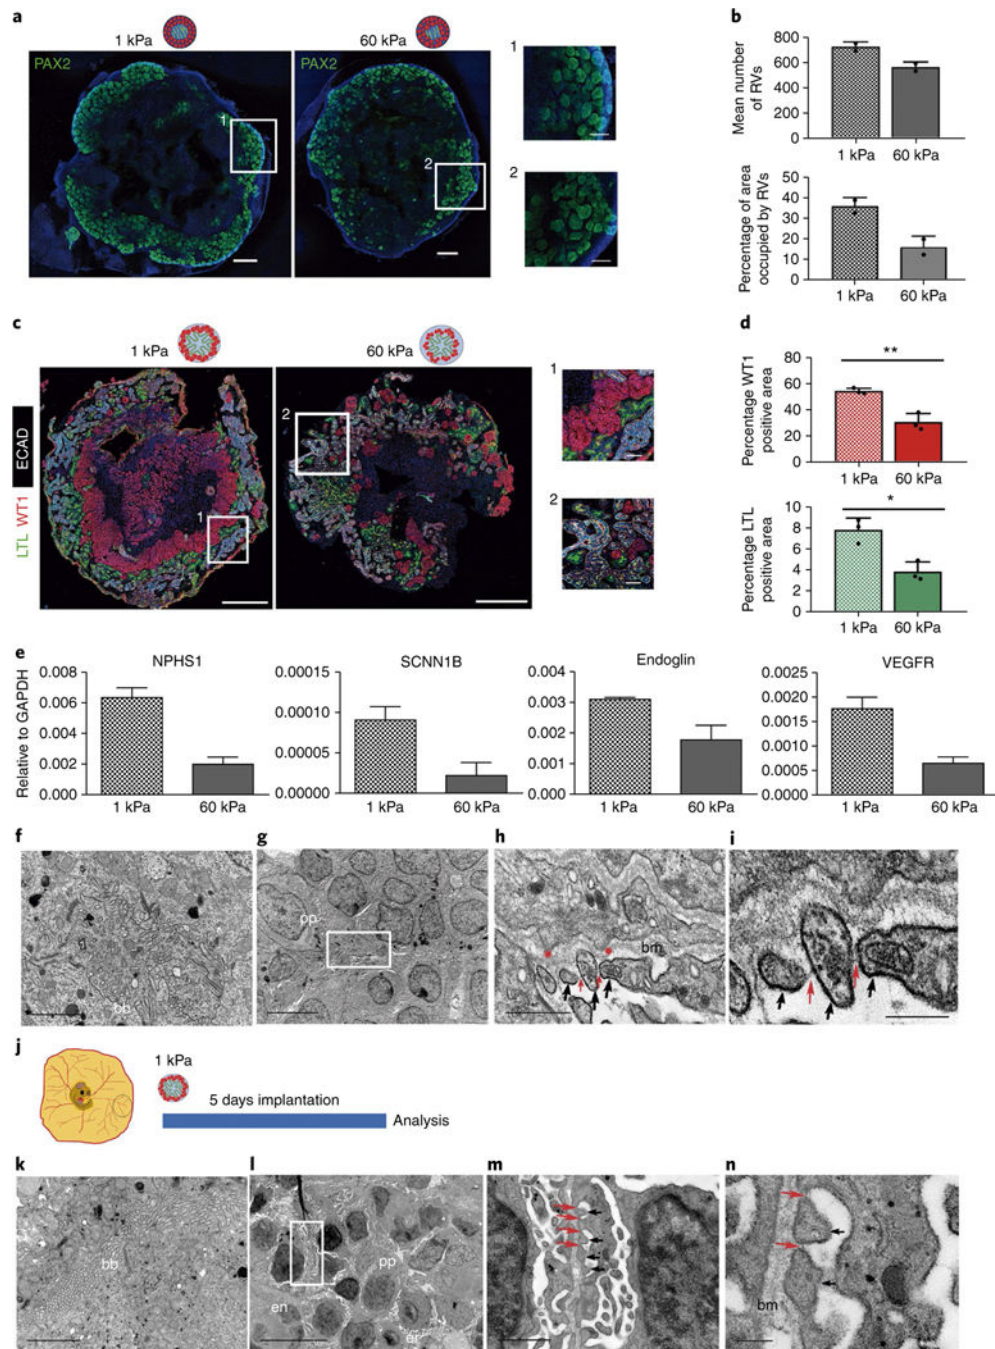 a
1 kPa
60 kPa
PAX2
PAX2
1
2
1
2
b
Mean number
of RVs
800
600
400
200
0
1 kPa
60 kPa
Percentage of area
occupied by RVs
50
40
30
20
10
0
1 kPa
60 kPa
c
1 kPa
60 kPa
LTL WT1 ECAD
1
2
1
2
d
Percentage WT1
positive area
80
60
40
20
0
**
1 kPa
60 kPa
Percentage LTL
positive area
10
8
6
4
2
0
*
1 kPa
60 kPa
e
Relative to GAPDH
NPHS1
0.008
0.006
0.004
0.002
0.000
1 kPa
60 kPa
SCNN1B
0.00015
0.00010
0.00005
0.00000
1 kPa
60 kPa
Endoglin
0.004
0.003
0.002
0.001
0.000
1 kPa
60 kPa
VEGFR
0.0025
0.0020
0.0015
0.0010
0.0005
0.0000
1 kPa
60 kPa
f
bb
g
pp
h
bm
i
j
1 kPa
5 days implantation
Analysis
k
bb
l
pp
en
er
m
n
bm